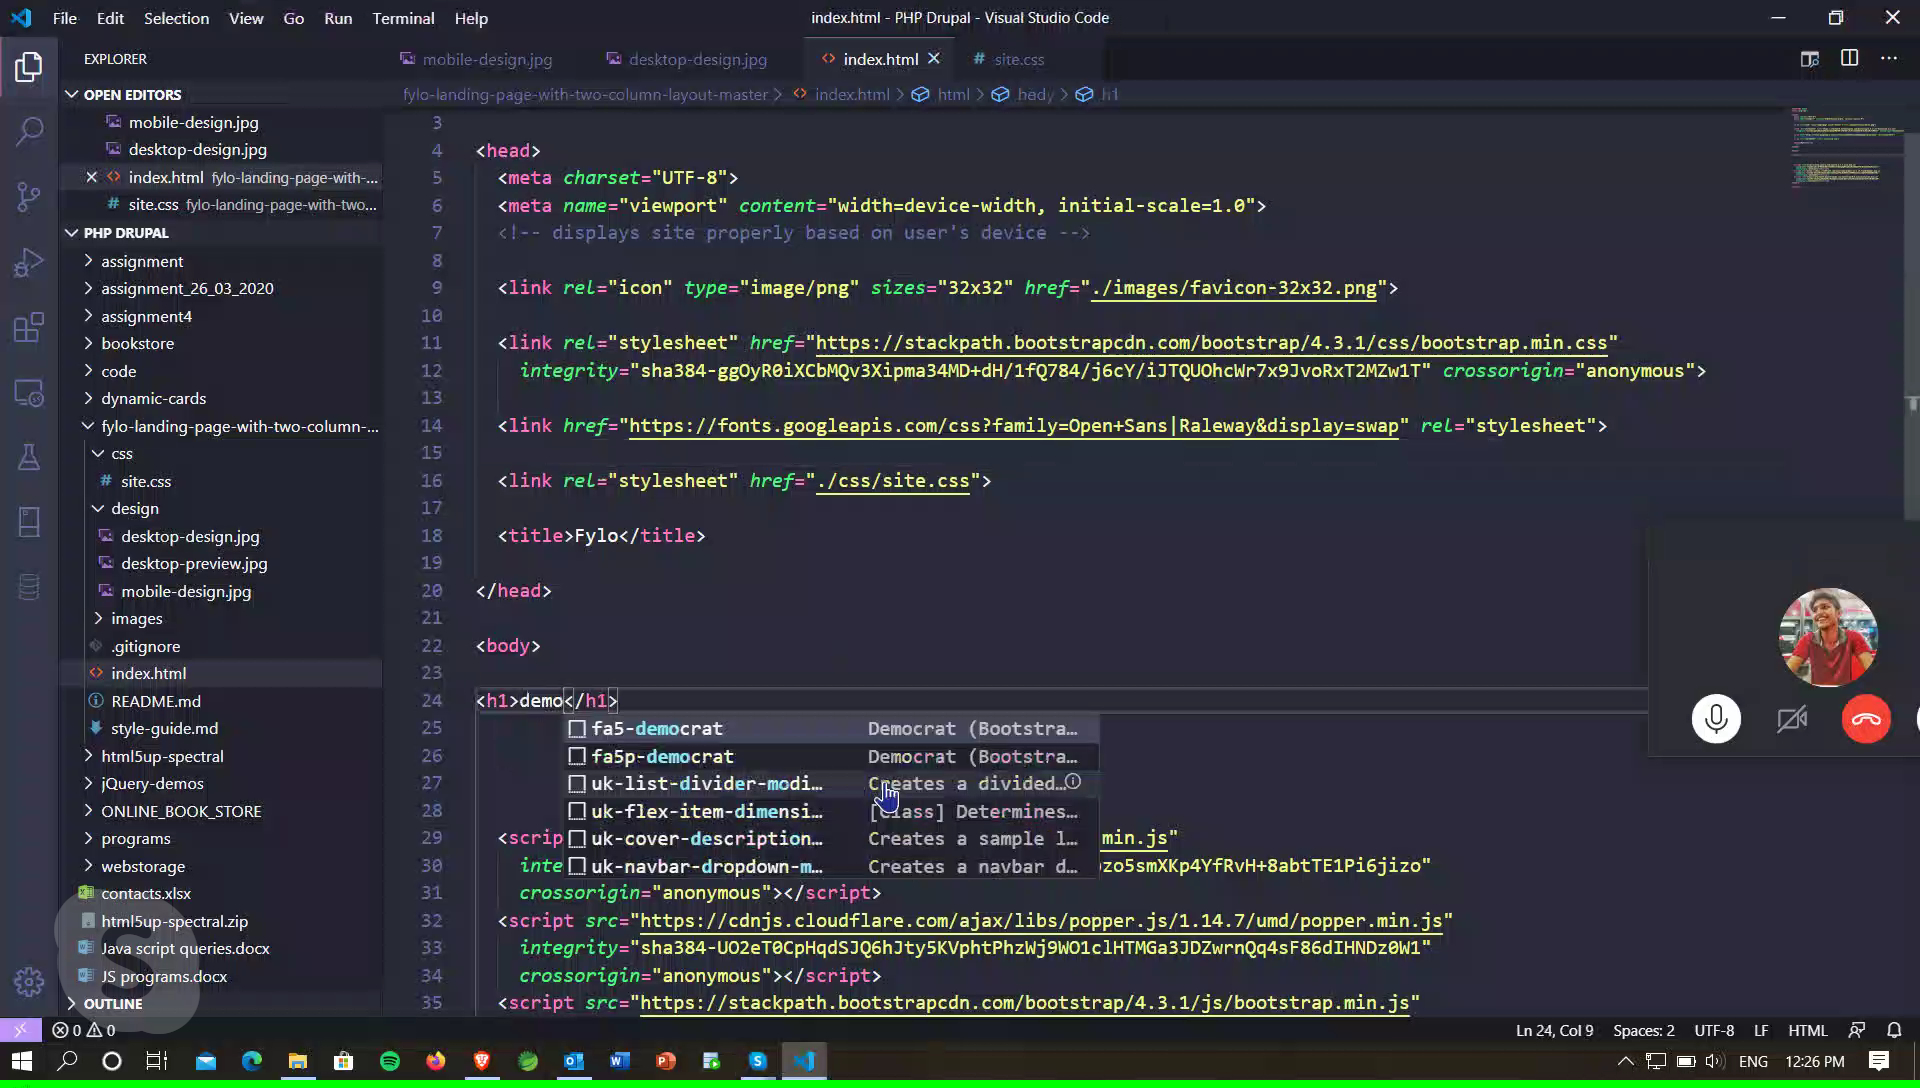 File Edit Selection View Go Run Terminal Help
index.html - PHP Drupal - Visual Studio Code
EXPLORER
mobile-design.jpg
desktop-design.jpg
index.html
# site.css
OPEN EDITORS
mobile-design.jpg
desktop-design.jpg
index.html fylo-landing-page-with-...
# site.css fylo-landing-page-with-two...
PHP DRUPAL
assignment
assignment_26_03_2020
assignment4
bookstore
code
dynamic-cards
fylo-landing-page-with-two-column-...
css
# site.css
design
desktop-design.jpg
desktop-preview.jpg
mobile-design.jpg
images
.gitignore
index.html
README.md
style-guide.md
html5up-spectral
jQuery-demos
ONLINE_BOOK_STORE
programs
webstorage
contacts.xlsx
html5up-spectral.zip
Java script queries.docx
JS programs.docx
OUTLINE
fylo-landing-page-with-two-column-layout-master > index.html > html > body > h1
3
4 <head>
5 <meta charset="UTF-8">
6 <meta name="viewport" content="width=device-width, initial-scale=1.0">
7 <!-- displays site properly based on user's device -->
8
9 <link rel="icon" type="image/png" sizes="32x32" href="./images/favicon-32x32.png">
10
11 <link rel="stylesheet" href="https://stackpath.bootstrapcdn.com/bootstrap/4.3.1/css/bootstrap.min.css"
12 integrity="sha384-ggOyR0iXCbMQv3Xipma34MD+dH/1fQ784/j6cY/iJTQUOhcWr7x9JvoRxT2MZw1T" crossorigin="anonymous">
13
14 <link href="https://fonts.googleapis.com/css?family=Open+Sans|Raleway&display=swap" rel="stylesheet">
15
16 <link rel="stylesheet" href="./css/site.css">
17
18 <title>Fylo</title>
19
20 </head>
21
22 <body>
23
24 <h1>demo</h1>
25 fa5-democrat Democrat (Bootstra...
26 fa5p-democrat Democrat (Bootstra...
27 uk-list-divider-modi... Creates a divided...
28 uk-flex-item-dimensi... [Class] Determines...
29 <scrip uk-cover-description... Creates a sample l... min.js"
30 inte uk-navbar-dropdown-m... Creates a navbar d... zo5smXKp4YfRvH+8abtTE1Pi6jizo"
31 crossorigin="anonymous"></script>
32 <script src="https://cdnjs.cloudflare.com/ajax/libs/popper.js/1.14.7/umd/popper.min.js"
33 integrity="sha384-UO2eT0CpHqdSJQ6hJty5KVphtPhzWj9WO1clHTMGa3JDZwrnQq4sF86dIHNDz0W1"
34 crossorigin="anonymous"></script>
35 <script src="https://stackpath.bootstrapcdn.com/bootstrap/4.3.1/js/bootstrap.min.js"
0 0
Ln 24, Col 9 Spaces: 2 UTF-8 LF HTML
ENG 12:26 PM